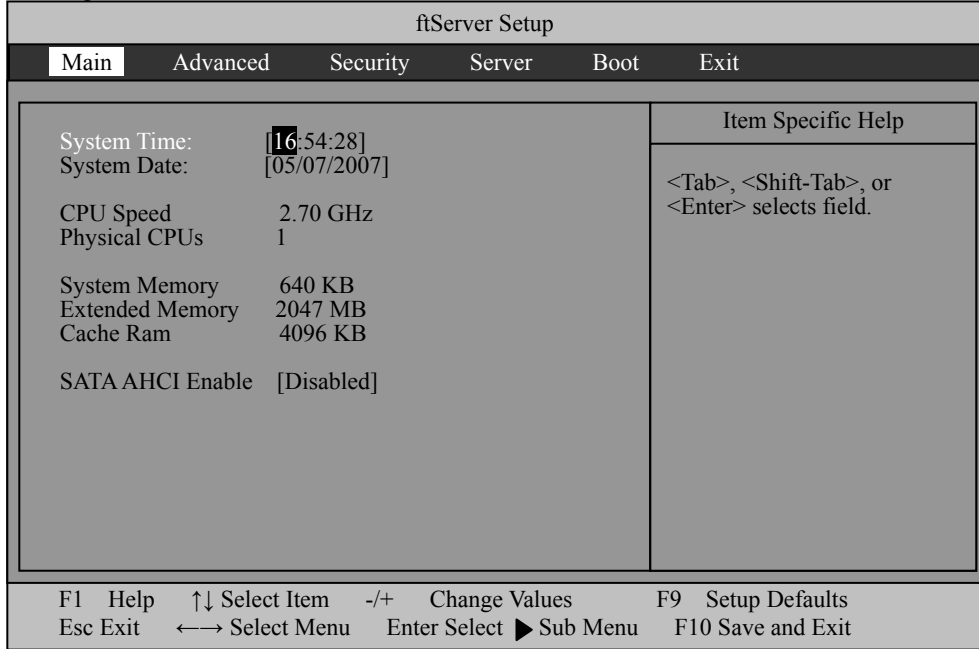 ftServer Setup
Main Advanced Security Server Boot Exit
System Time: [16:54:28]
System Date: [05/07/2007]
CPU Speed 2.70 GHz
Physical CPUs 1
System Memory 640 KB
Extended Memory 2047 MB
Cache Ram 4096 KB
SATA AHCI Enable [Disabled]
Item Specific Help
<Tab>, <Shift-Tab>, or
<Enter> selects field.
F1 Help ↑↓ Select Item -/+ Change Values F9 Setup Defaults
Esc Exit ←→ Select Menu Enter Select ▶ Sub Menu F10 Save and Exit